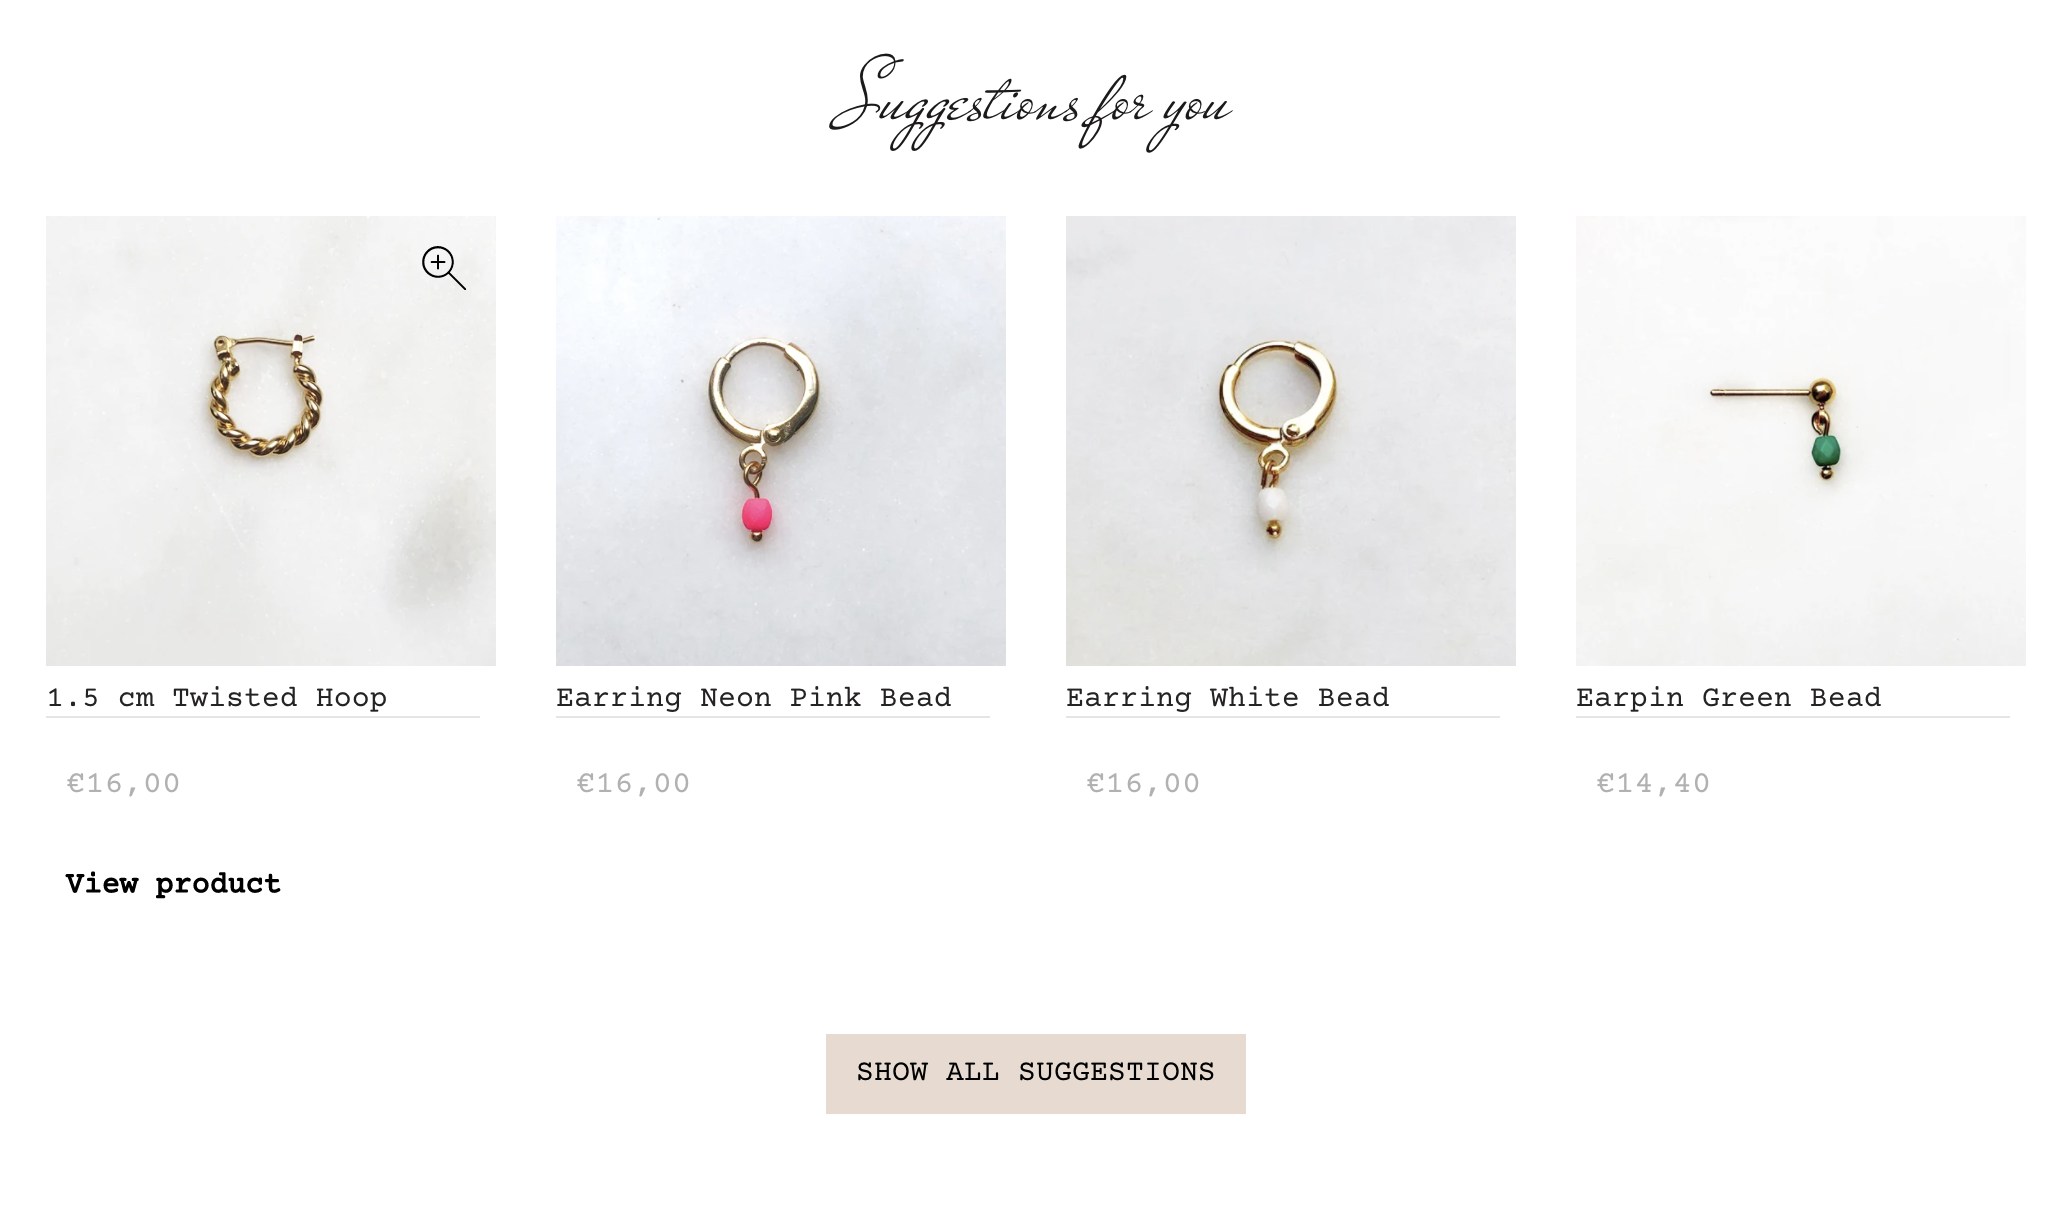 Suggestions for you
1.5 cm Twisted Hoop
€16,00
View product
Earring Neon Pink Bead
€16,00
Earring White Bead
€16,00
Earpin Green Bead
€14,40
SHOW ALL SUGGESTIONS